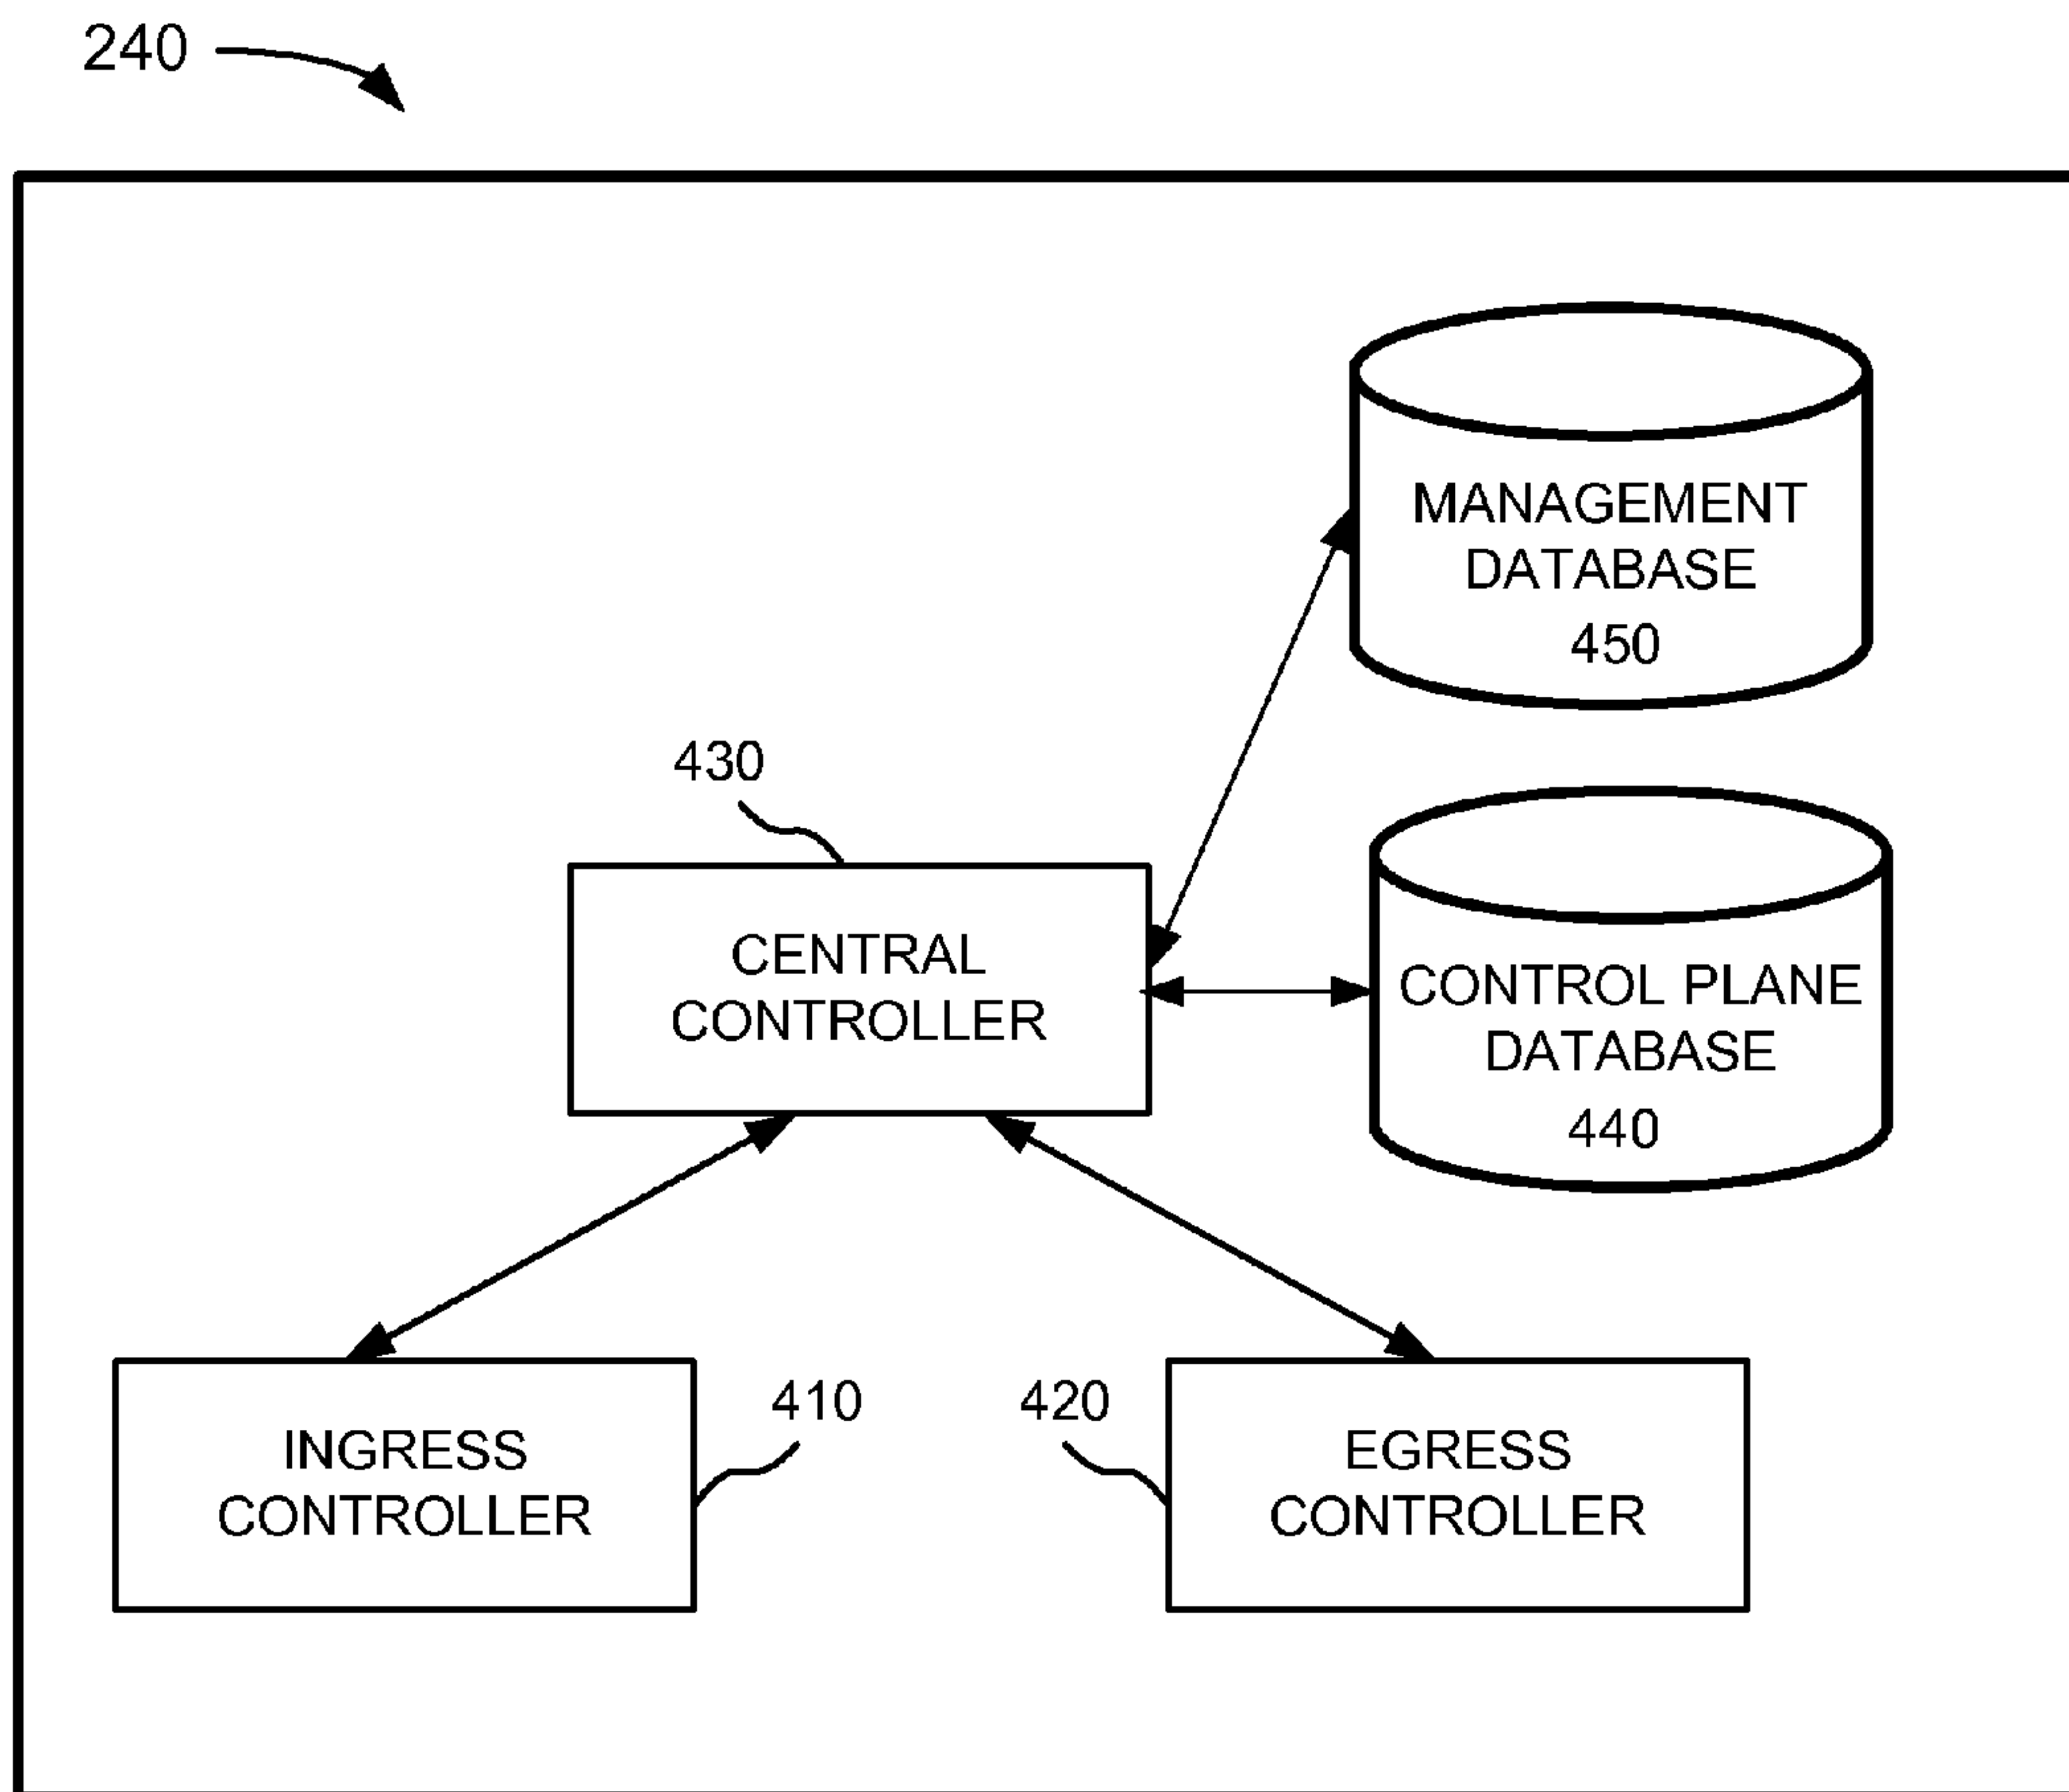 240
MANAGEMENT
DATABASE
450
430
CENTRAL
CONTROLLER
CONTROL PLANE
DATABASE
440
INGRESS
CONTROLLER
410
420
EGRESS
CONTROLLER